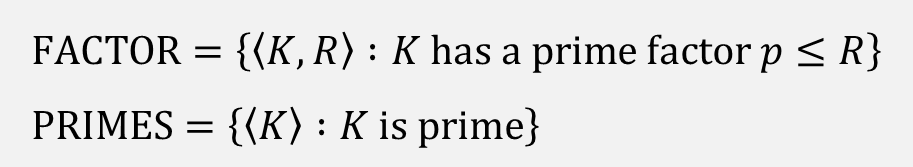 FACTOR = {⟨K, R⟩ : K has a prime factor p ≤ R}
PRIMES = {⟨K⟩ : K is prime}